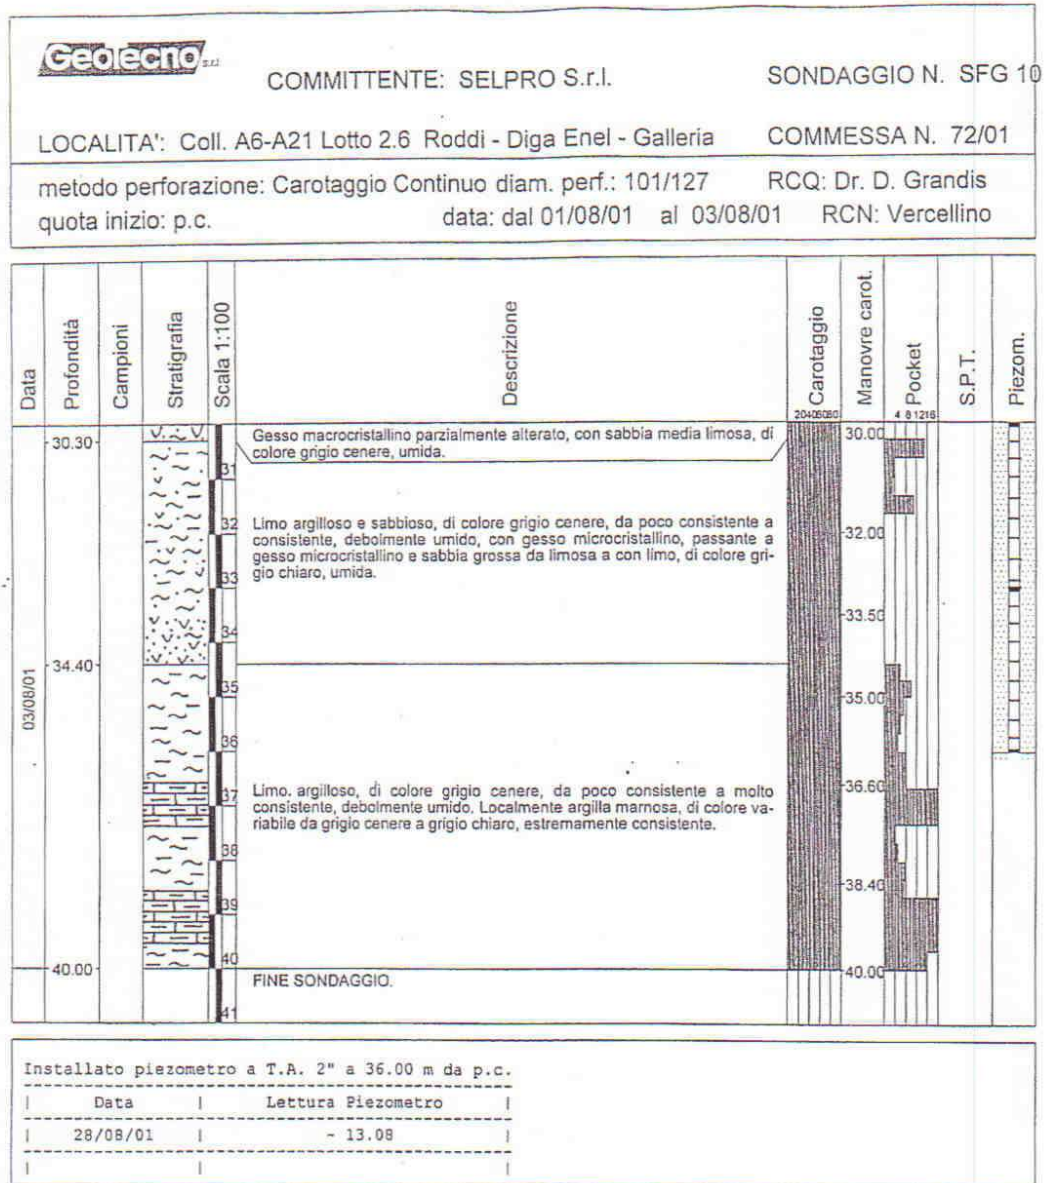 GeoTecno s.r.l.
COMMITTENTE: SELPRO S.r.l.
SONDAGGIO N. SFG 10
LOCALITA': Coll. A6-A21 Lotto 2.6 Roddi - Diga Enel - Galleria
COMMESSA N. 72/01
metodo perforazione: Carotaggio Continuo diam. perf.: 101/127
RCQ: Dr. D. Grandis
quota inizio: p.c.
data: dal 01/08/01 al 03/08/01
RCN: Vercellino
Data
Profondità
Campioni
Stratigrafia
Scala 1:100
Descrizione
Carotaggio
20406080
Manovre carot.
Pocket
4 8 1216
S.P.T.
Piezom.
03/08/01
30.30
34.40
40.00
31
32
33
34
35
36
37
38
39
40
41
Gesso macrocristallino parzialmente alterato, con sabbia media limosa, di
colore grigio cenere, umida.
Limo argilloso e sabbioso, di colore grigio cenere, da poco consistente a
consistente, debolmente umido, con gesso microcristallino, passante a
gesso microcristallino e sabbia grossa da limosa a con limo, di colore gri-
gio chiaro, umida.
Limo. argilloso, di colore grigio cenere, da poco consistente a molto
consistente, debolmente umido. Localmente argilla marnosa, di colore va-
riabile da grigio cenere a grigio chiaro, estremamente consistente.
FINE SONDAGGIO.
30.00
32.00
33.50
35.00
36.60
38.40
40.00
Installato piezometro a T.A. 2" a 36.00 m da p.c.
| Data | Lettura Piezometro |
| 28/08/01 | - 13.08 |